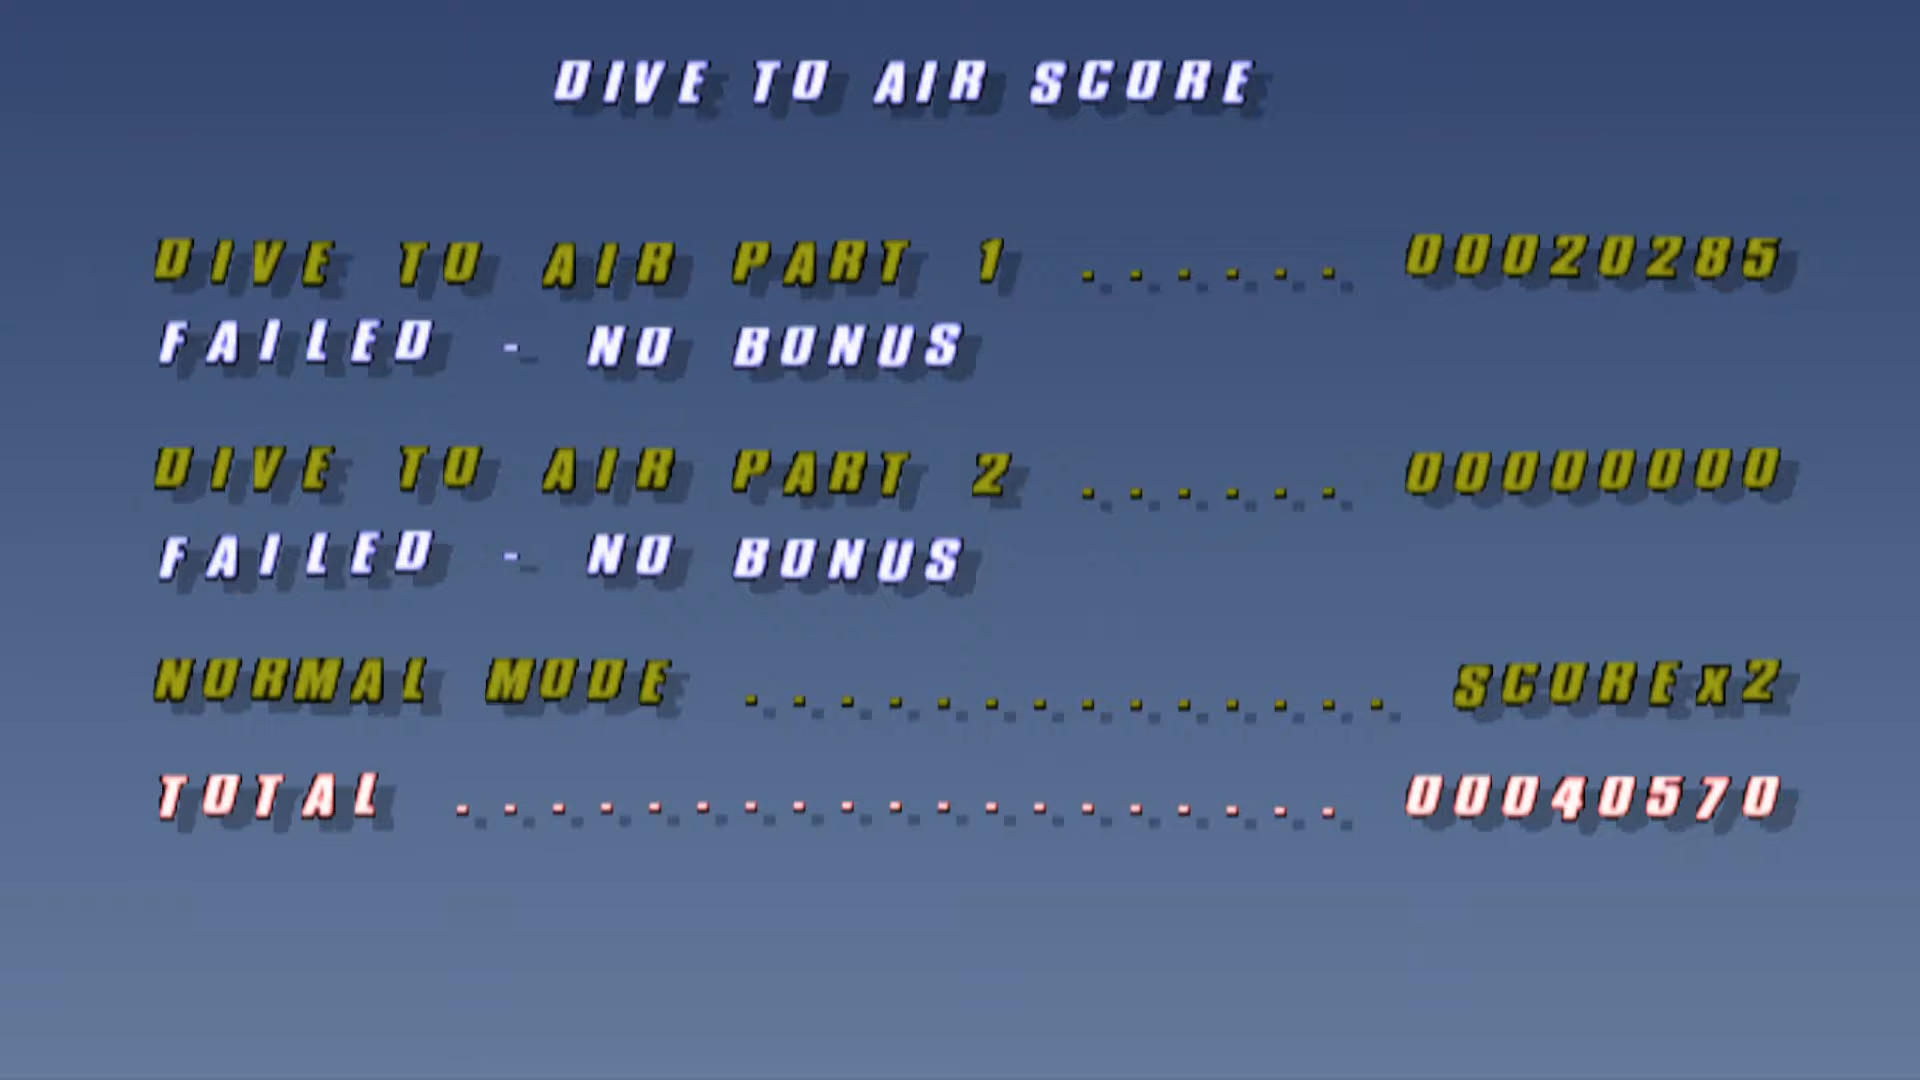 DIVE TO AIR SCORE
DIVE TO AIR PART 1 ...... 00020285
FAILED - NO BONUS
DIVE TO AIR PART 2 ...... 00000000
FAILED - NO BONUS
NORMAL MODE .............. SCOREx2
TOTAL ................... 00040570